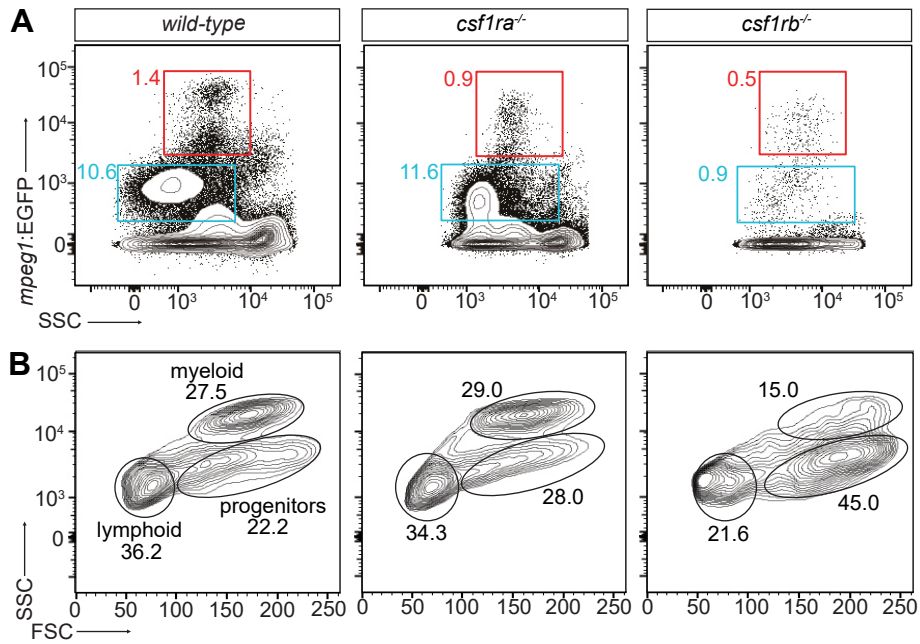 A
wild-type
csf1ra-/-
csf1rb-/-
10⁵
10⁴
10³
0
mpeg1:EGFP
1.4
10.6
0.9
11.6
0.5
0.9
0 10³ 10⁴ 10⁵
0 10³ 10⁴ 10⁵
0 10³ 10⁴ 10⁵
SSC
B
10⁵
10⁴
10³
0
SSC
myeloid
27.5
progenitors
22.2
lymphoid
36.2
29.0
28.0
34.3
15.0
45.0
21.6
0 50 100 150 200 250
0 50 100 150 200 250
0 50 100 150 200 250
FSC